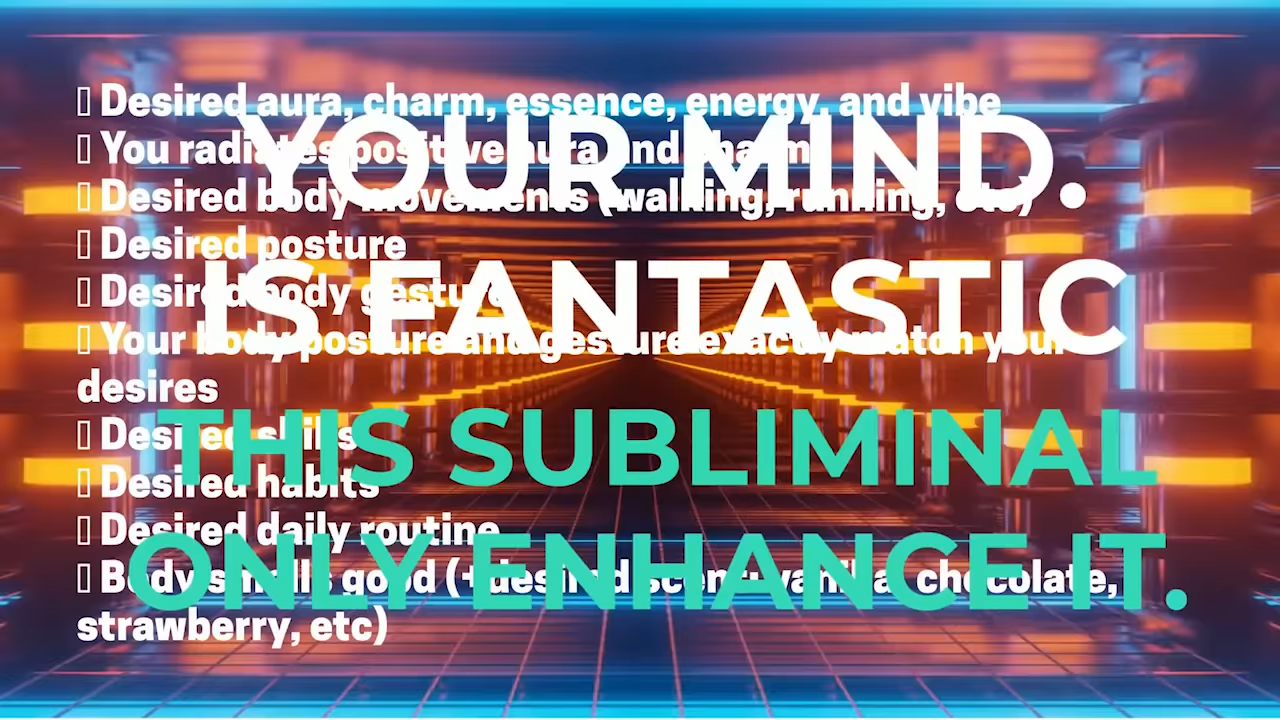 ▯ Desired aura, charm, essence, energy, and vibe
YOUR MIND.
▯ You radiates positive aura and charm
▯ Desired body movements (walking, running, etc)
▯ Desired posture
IS FANTASTIC
▯ Desired body gesture
▯ Your body posture and gesture exactly match your
desires
▯ Desired skills
THIS SUBLIMINAL
▯ Desired habits
▯ Desired daily routine
ONLY ENHANCE IT.
▯ Body smells good (+ desired scent: vanilla, chocolate,
strawberry, etc)